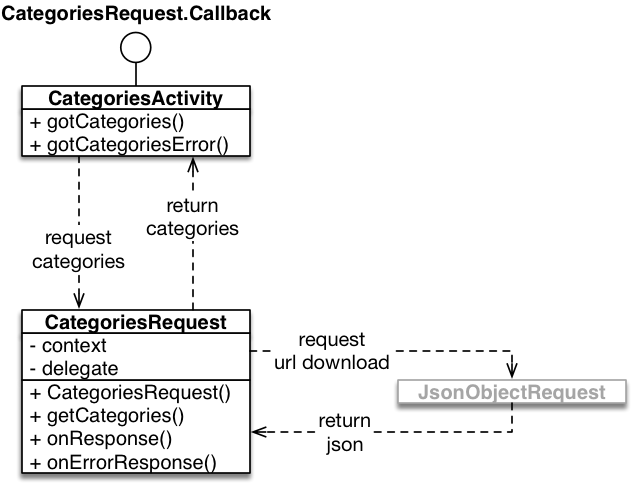 CategoriesRequest.Callback
CategoriesActivity
+ gotCategories()
+ gotCategoriesError()
request
categories
return
categories
CategoriesRequest
- context
- delegate
+ CategoriesRequest()
+ getCategories()
+ onResponse()
+ onErrorResponse()
request
url download
JsonObjectRequest
return
json